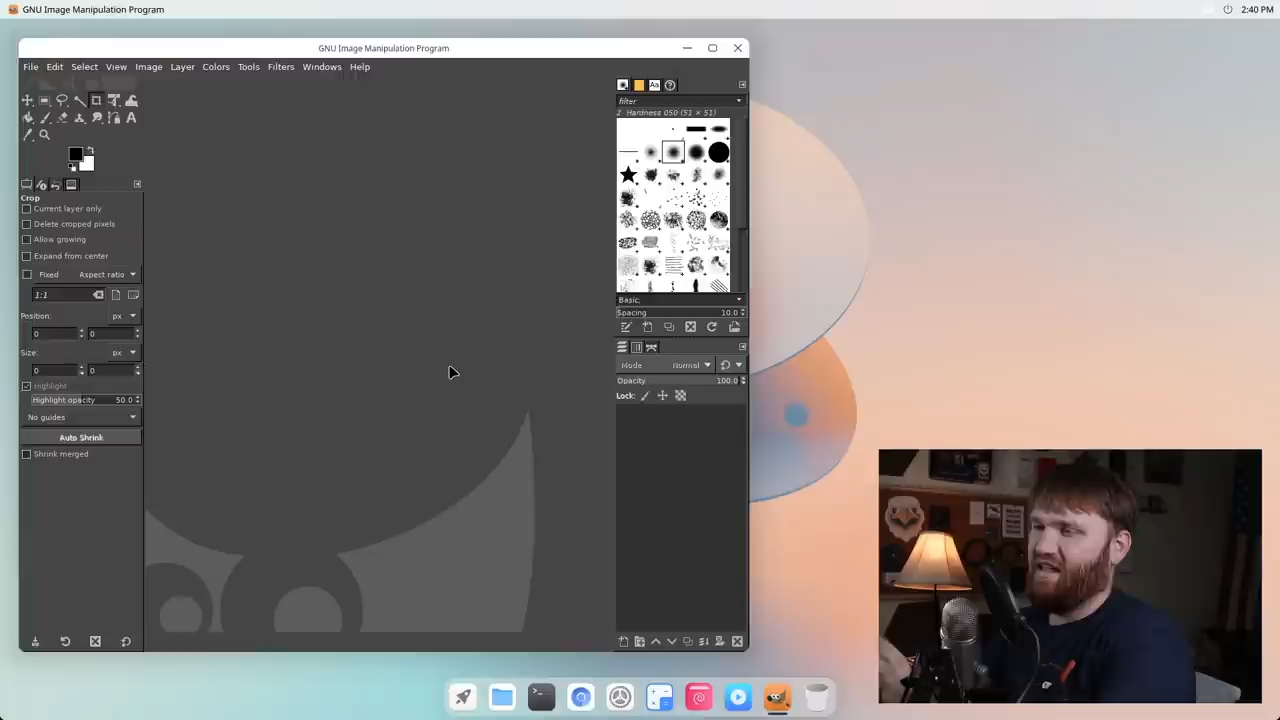 GNU Image Manipulation Program
2:40 PM
GNU Image Manipulation Program
File Edit Select View Image Layer Colors Tools Filters Windows Help
filter
2. Hardness 050 (51 × 51)
Crop
Current layer only
Delete cropped pixels
Allow growing
Expand from center
Fixed Aspect ratio
1:1
Position: px
0 0
Size: px
0 0
Highlight
Highlight opacity 50.0
No guides
Auto Shrink
Shrink merged
Basic,
Spacing 10.0
Mode Normal
Opacity 100.0
Lock: